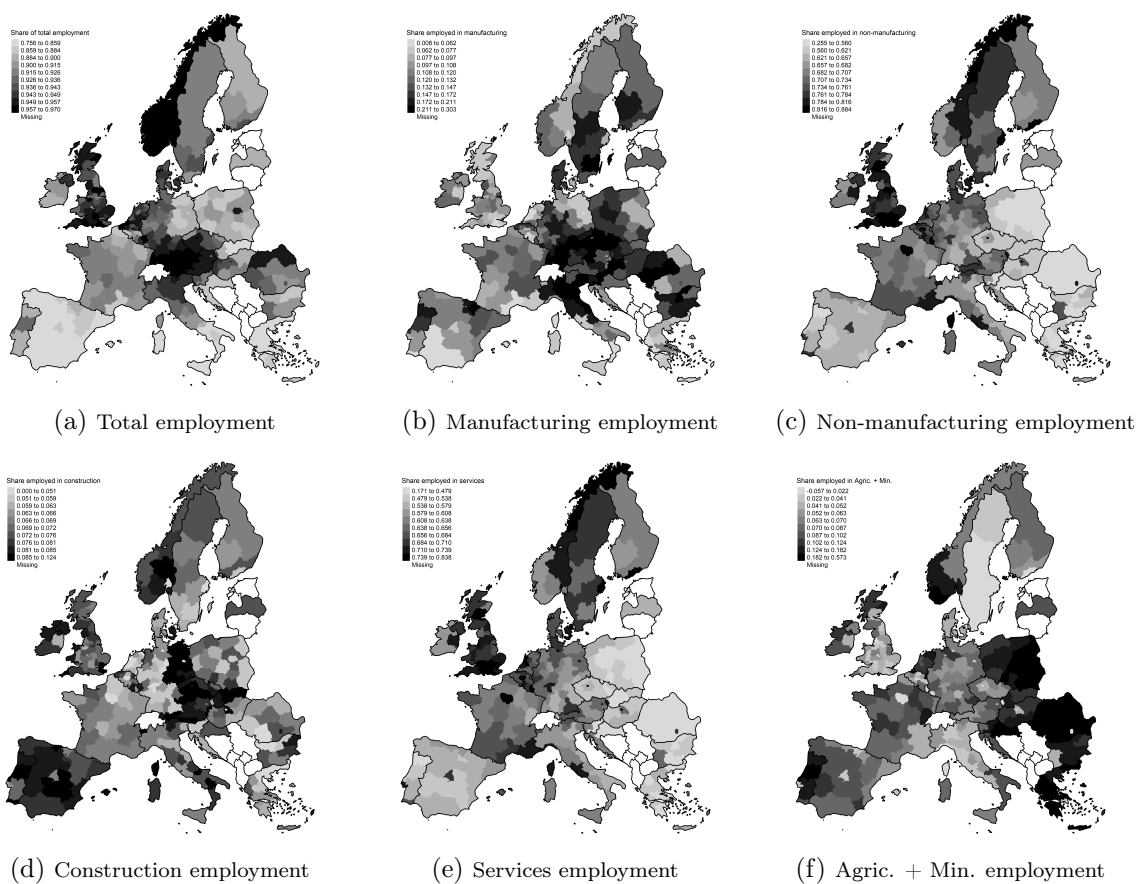 Share of total employment
0.756 to 0.859
0.859 to 0.884
0.884 to 0.900
0.900 to 0.915
0.915 to 0.926
0.926 to 0.936
0.936 to 0.943
0.943 to 0.949
0.949 to 0.957
0.957 to 0.970
Missing
Share employed in manufacturing
0.008 to 0.062
0.062 to 0.077
0.077 to 0.097
0.097 to 0.108
0.108 to 0.120
0.120 to 0.132
0.132 to 0.147
0.147 to 0.172
0.172 to 0.211
0.211 to 0.303
Missing
Share employed in non-manufacturing
0.255 to 0.560
0.560 to 0.621
0.621 to 0.657
0.657 to 0.682
0.682 to 0.707
0.707 to 0.734
0.734 to 0.761
0.761 to 0.784
0.784 to 0.816
0.816 to 0.884
Missing
(a) Total employment
(b) Manufacturing employment
(c) Non-manufacturing employment
Share employed in construction
0.000 to 0.051
0.051 to 0.059
0.059 to 0.063
0.063 to 0.066
0.066 to 0.069
0.069 to 0.072
0.072 to 0.076
0.076 to 0.081
0.081 to 0.085
0.085 to 0.124
Missing
Share employed in services
0.171 to 0.479
0.479 to 0.538
0.538 to 0.579
0.579 to 0.608
0.608 to 0.638
0.638 to 0.656
0.656 to 0.684
0.684 to 0.710
0.710 to 0.739
0.739 to 0.838
Missing
Share employed in Agric. + Min.
-0.057 to 0.022
0.022 to 0.041
0.041 to 0.052
0.052 to 0.063
0.063 to 0.070
0.070 to 0.087
0.087 to 0.102
0.102 to 0.124
0.124 to 0.182
0.182 to 0.573
Missing
(d) Construction employment
(e) Services employment
(f) Agric. + Min. employment